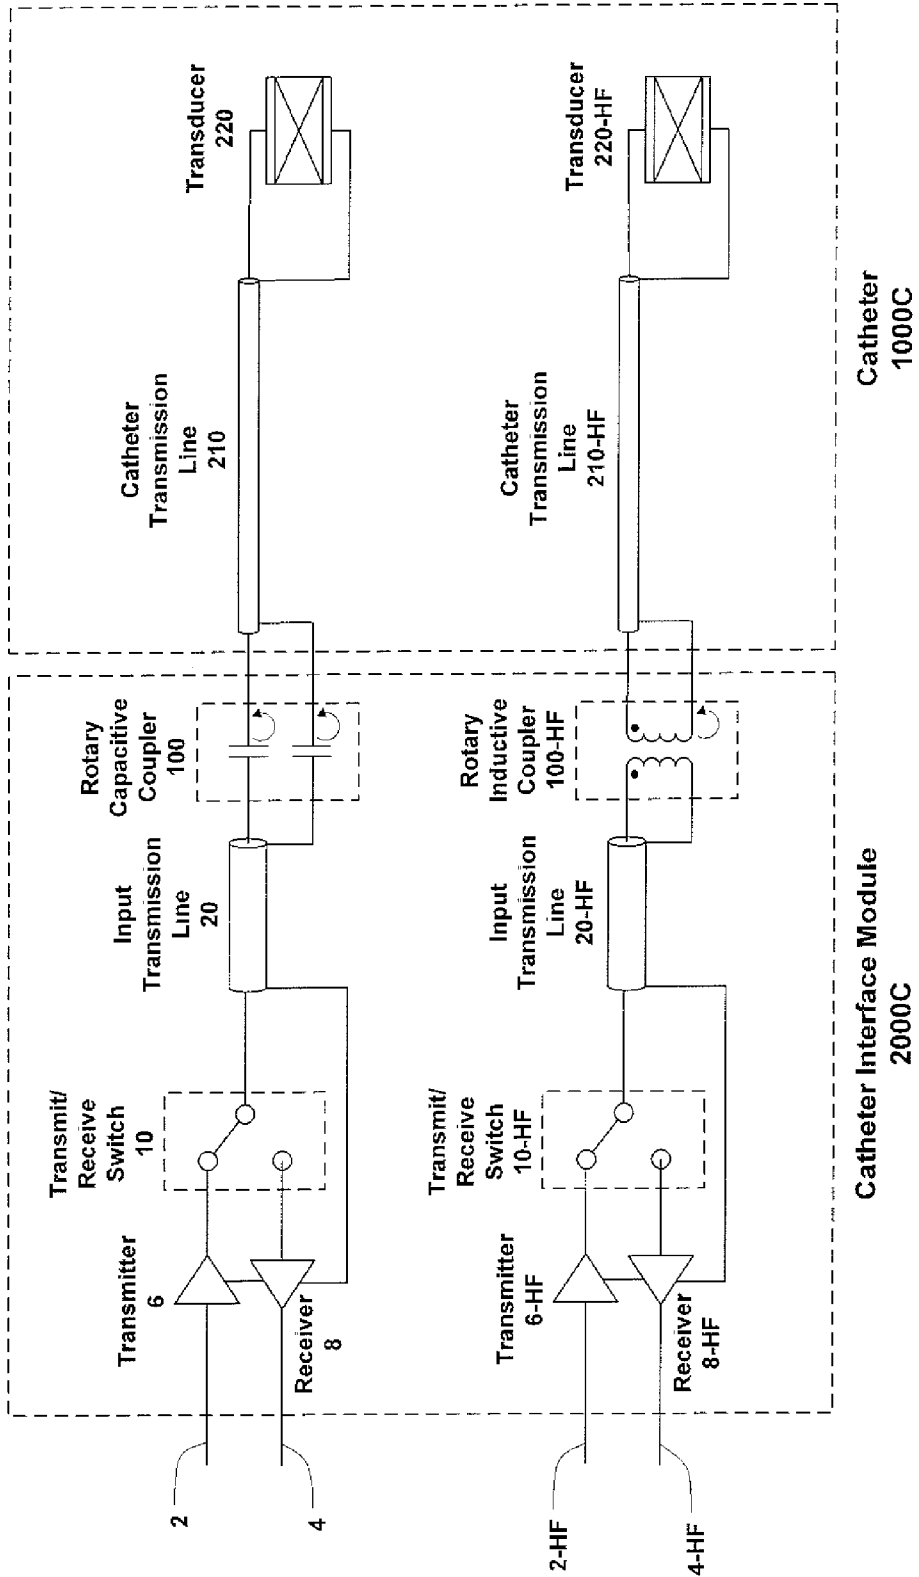 Transducer
220
Catheter
Transmission
Line
210
Rotary
Capacitive
Coupler
100
Input
Transmission
Line
20
Transmit/
Receive
Switch
10
Transmitter
6
Receiver
8
2
4
Transducer
220-HF
Catheter
Transmission
Line
210-HF
Rotary
Inductive
Coupler
100-HF
Input
Transmission
Line
20-HF
Transmit/
Receive
Switch
10-HF
Transmitter
6-HF
Receiver
8-HF
2-HF
4-HF
Catheter
1000C
Catheter Interface Module
2000C